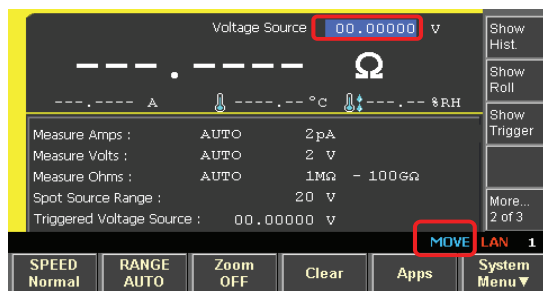 Voltage Source 00.00000 V
Show Hist.
---.---- Ω
Show Roll
---.---- A ----.-- °C ---.-- %RH
Show Trigger
Measure Amps : AUTO 2pA
Measure Volts : AUTO 2 V
Measure Ohms : AUTO 1MΩ - 100GΩ
Spot Source Range : 20 V
More... 2 of 3
Triggered Voltage Source : 00.00000 V
MOVE LAN 1
SPEED Normal
RANGE AUTO
Zoom OFF
Clear
Apps
System Menu▼